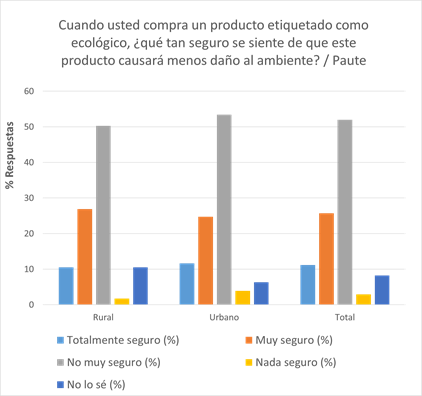 Cuando usted compra un producto etiquetado como
ecológico, ¿qué tan seguro se siente de que este
producto causará menos daño al ambiente? / Paute
% Respuestas
60
50
40
30
20
10
0
Rural Urbano Total
Totalmente seguro (%) Muy seguro (%)
No muy seguro (%) Nada seguro (%)
No lo sé (%)